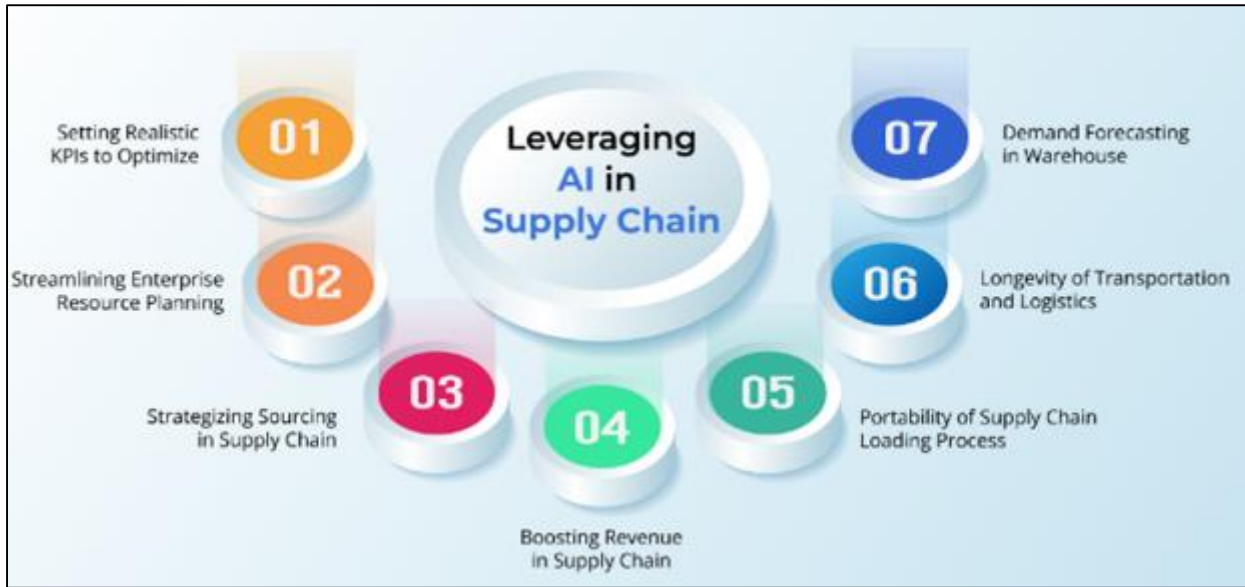 Leveraging
AI in
Supply Chain
01
Setting Realistic
KPIs to Optimize
02
Streamlining Enterprise
Resource Planning
03
Strategizing Sourcing
in Supply Chain
04
Boosting Revenue
in Supply Chain
05
Portability of Supply Chain
Loading Process
06
Longevity of Transportation
and Logistics
07
Demand Forecasting
in Warehouse